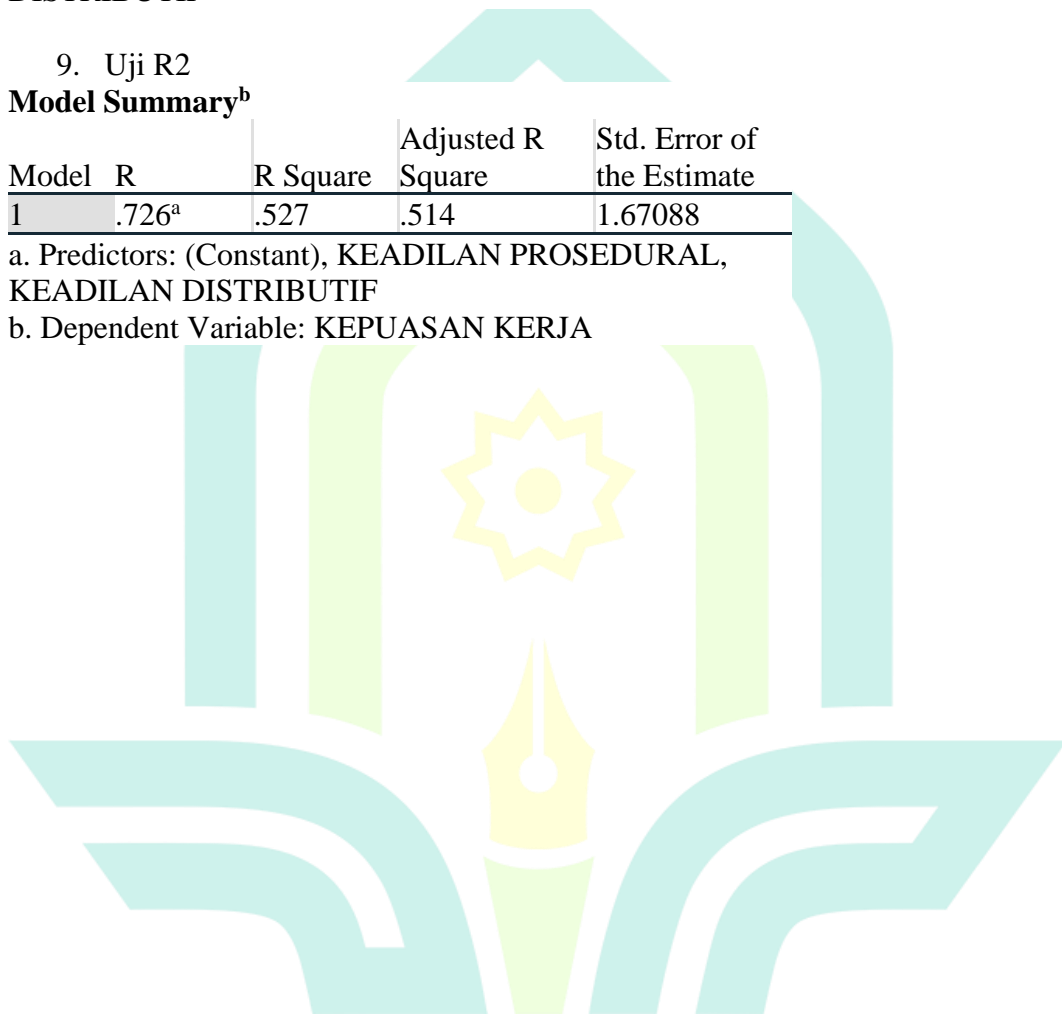 9. Uji R2
Model Summaryᵇ
Model R R Square Adjusted R Square Std. Error of the Estimate
1 .726ᵃ .527 .514 1.67088
a. Predictors: (Constant), KEADILAN PROSEDURAL,
KEADILAN DISTRIBUTIF
b. Dependent Variable: KEPUASAN KERJA